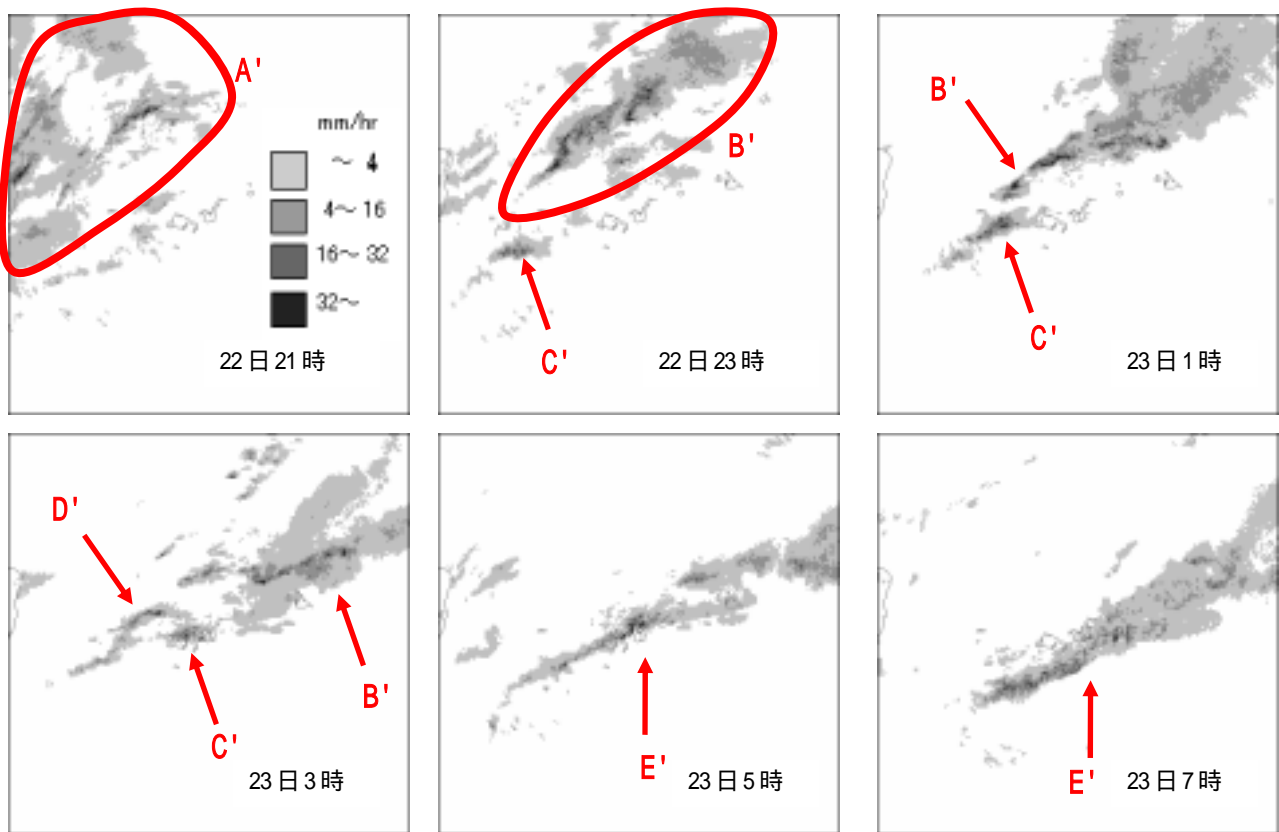 A'
mm/hr
～ 4
4～ 16
16～ 32
32～
22日21時
B'
C'
22日23時
B'
C'
23日1時
D'
B'
C'
23日3時
E'
23日5時
E'
23日7時